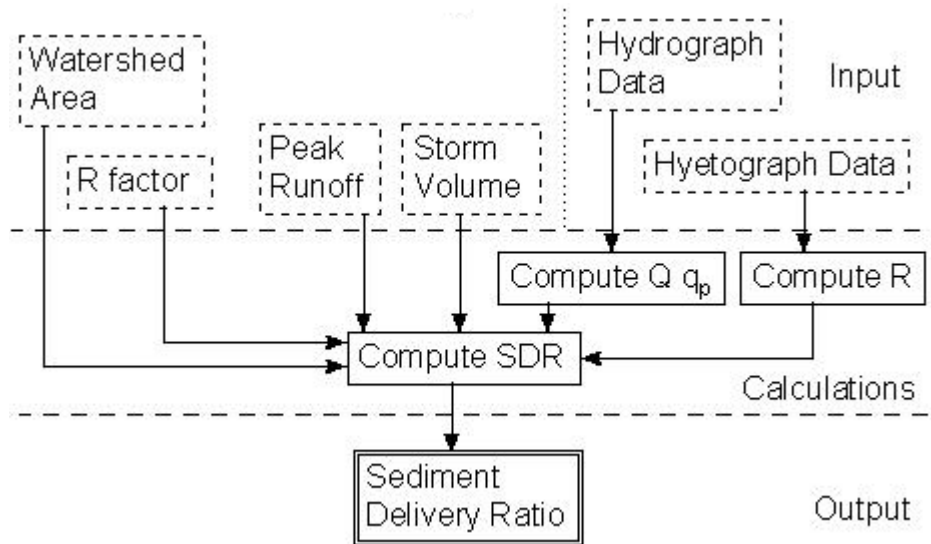 Watershed
Area
Hydrograph
Data
Input
R factor
Peak
Runoff
Storm
Volume
Hyetograph Data
Compute Q qp
Compute R
Compute SDR
Calculations
Sediment
Delivery Ratio
Output